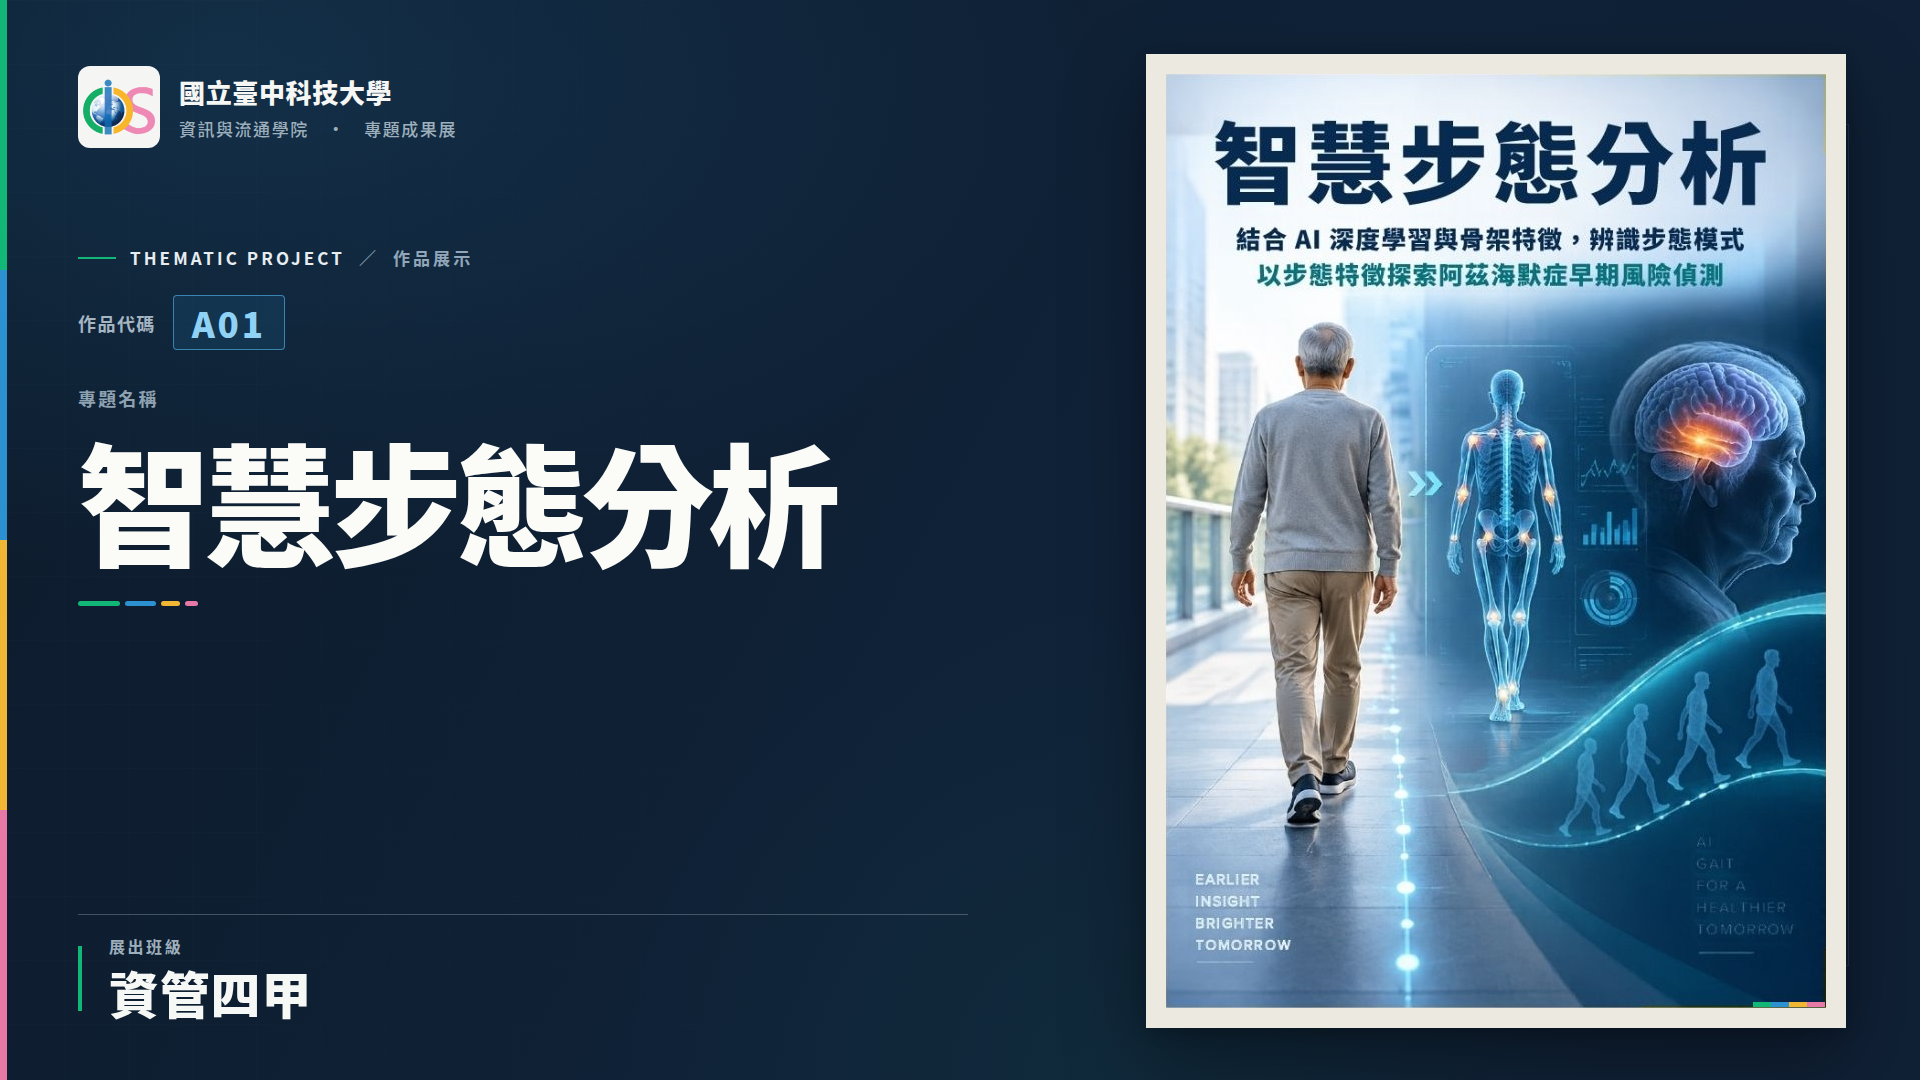 國立臺中科技大學
資訊與流通學院 • 專題成果展
THEMATIC PROJECT ／ 作品展示
作品代碼 A01
專題名稱
智慧步態分析
展出班級
資管四甲
智慧步態分析
結合 AI 深度學習與骨架特徵，辨識步態模式
以步態特徵探索阿茲海默症早期風險偵測
EARLIER
INSIGHT
BRIGHTER
TOMORROW
AI
GAIT
FOR A
HEALTHIER
TOMORROW